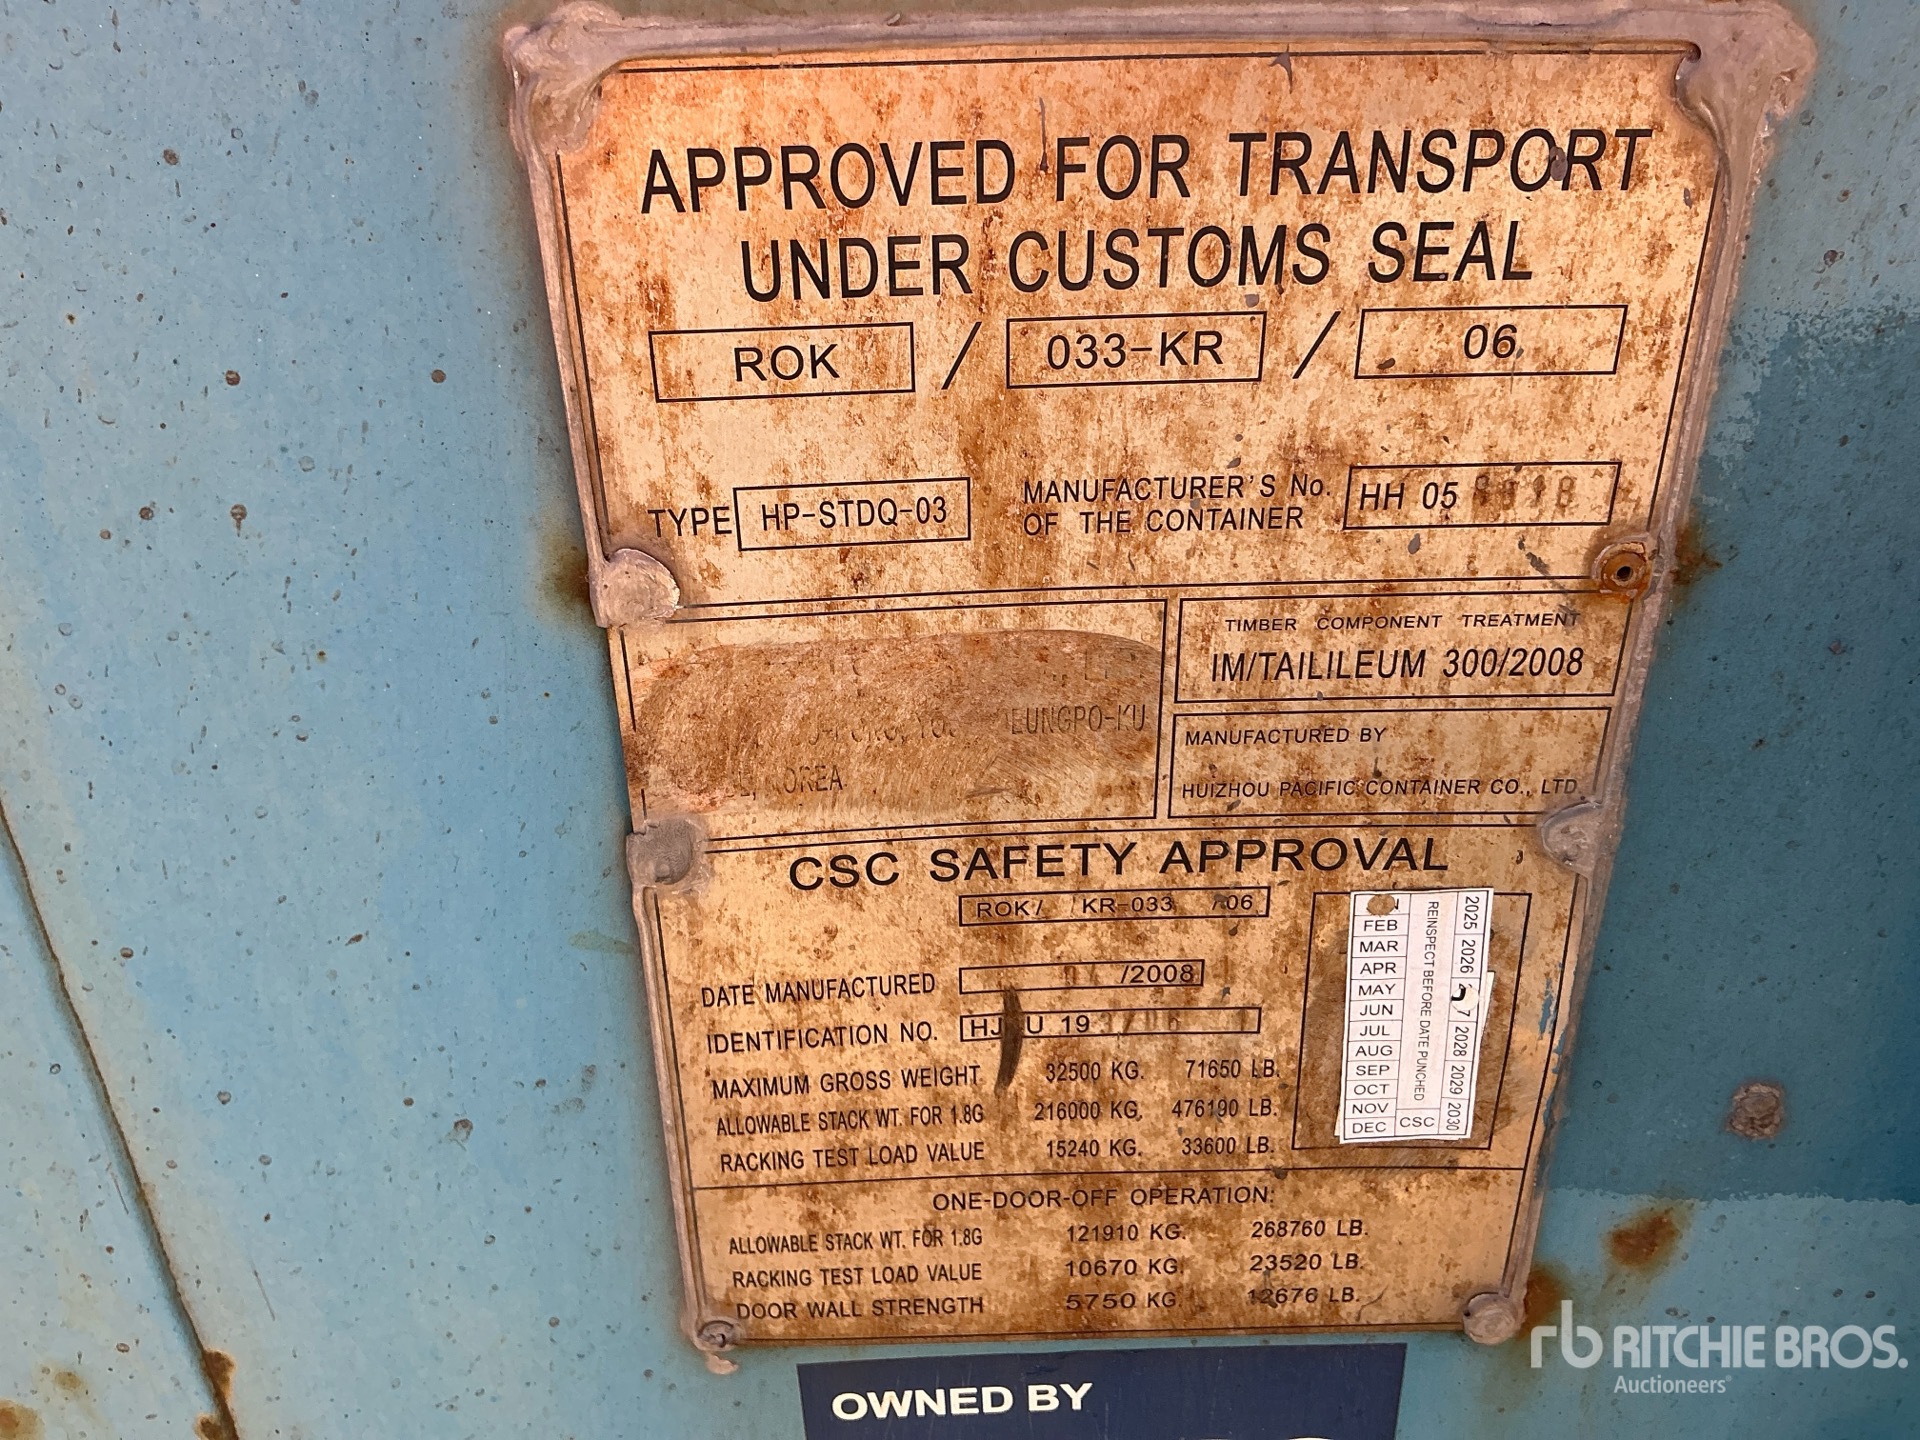 APPROVED FOR TRANSPORT
UNDER CUSTOMS SEAL
ROK / 033-KR / 06
TYPE HP-STDQ-03
MANUFACTURER'S No.
OF THE CONTAINER
HH 05
TIMBER COMPONENT TREATMENT
IM/TAILILEUM 300/2008
KOREA
MANUFACTURED BY
HUIZHOU PACIFIC CONTAINER CO., LTD.
CSC SAFETY APPROVAL
ROK/ KR-033 /06
DATE MANUFACTURED /2008
IDENTIFICATION NO. U 19
MAXIMUM GROSS WEIGHT 32500 KG. 71650 LB.
ALLOWABLE STACK WT. FOR 1.8G 216000 KG. 476190 LB.
RACKING TEST LOAD VALUE 15240 KG. 33600 LB.
FEB
MAR
APR
MAY
JUN
JUL
AUG
SEP
OCT
NOV
DEC
REINSPECT BEFORE DATE PUNCHED
CSC
2025 2026 2028 2029 2030
ONE-DOOR-OFF OPERATION:
ALLOWABLE STACK WT. FOR 1.8G 121910 KG. 268760 LB.
RACKING TEST LOAD VALUE 10670 KG. 23520 LB.
DOOR WALL STRENGTH 5750 KG. 12676 LB.
OWNED BY
rb RITCHIE BROS.
Auctioneers